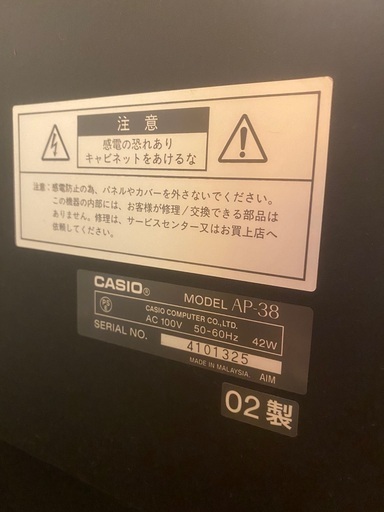 注意
感電の恐れあり
キャビネットをあけるな
注意：感電防止の為、パネルやカバーを外さないでください。
この機器の内部には、お客様が修理/交換できる部品は
ありません。修理は、サービスセンター又はお買上店へ
依頼してください。
CASIO®
MODEL AP-38
CASIO COMPUTER CO.,LTD.
AC 100V 50-60Hz 42W
SERIAL NO. 4101325
MADE IN MALAYSIA AIM
02製